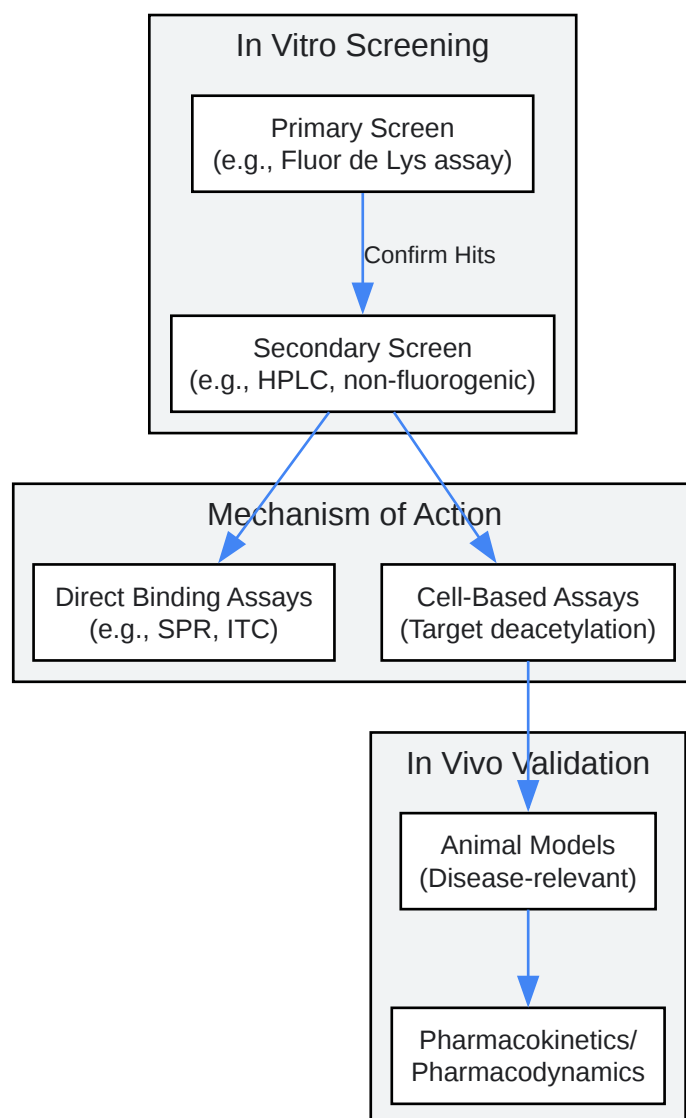 In Vitro Screening
Primary Screen
(e.g., Fluor de Lys assay)
Confirm Hits
Secondary Screen
(e.g., HPLC, non-fluorogenic)
Mechanism of Action
Direct Binding Assays
(e.g., SPR, ITC)
Cell-Based Assays
(Target deacetylation)
In Vivo Validation
Animal Models
(Disease-relevant)
Pharmacokinetics/
Pharmacodynamics